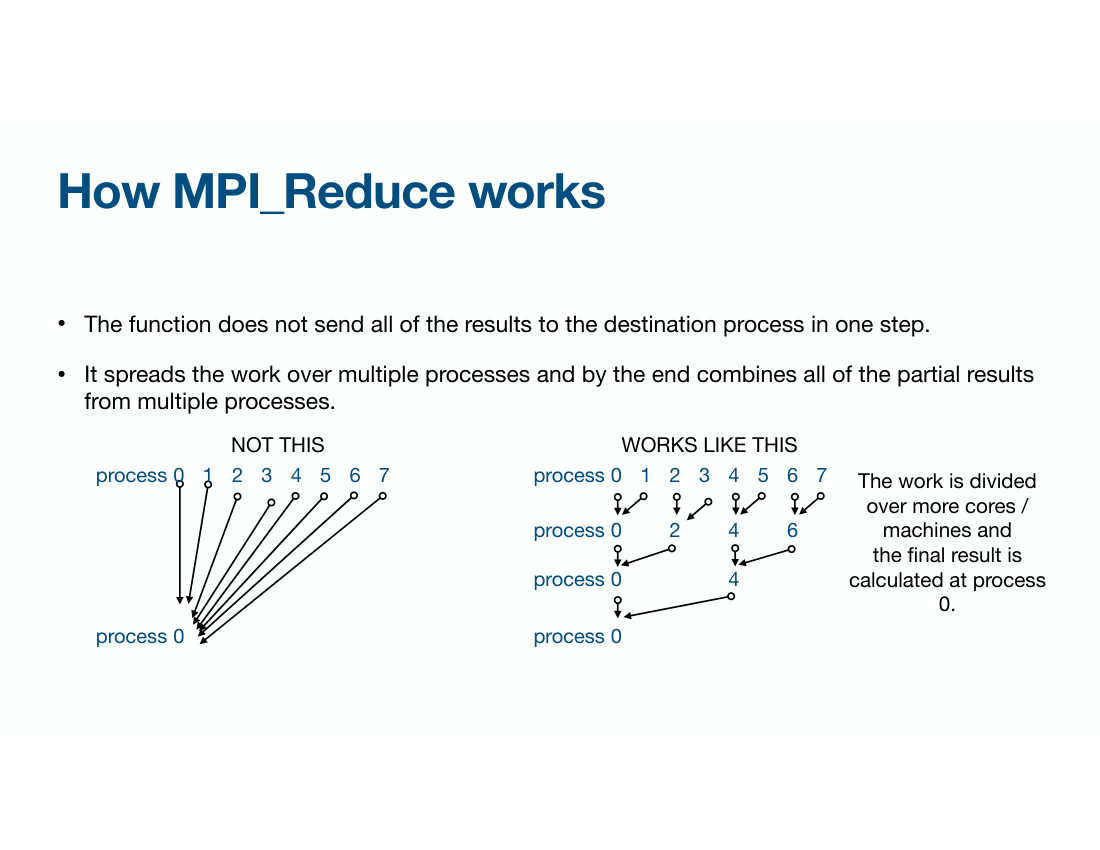 How MPI_Reduce works
• The function does not send all of the results to the destination process in one step.
• It spreads the work over multiple processes and by the end combines all of the partial results
from multiple processes.
NOT THIS
process 0 1 2 3 4 5 6 7
process 0
WORKS LIKE THIS
process 0 1 2 3 4 5 6 7
process 0 2 4 6
process 0 4
process 0
The work is divided
over more cores /
machines and
the final result is
calculated at process
0.